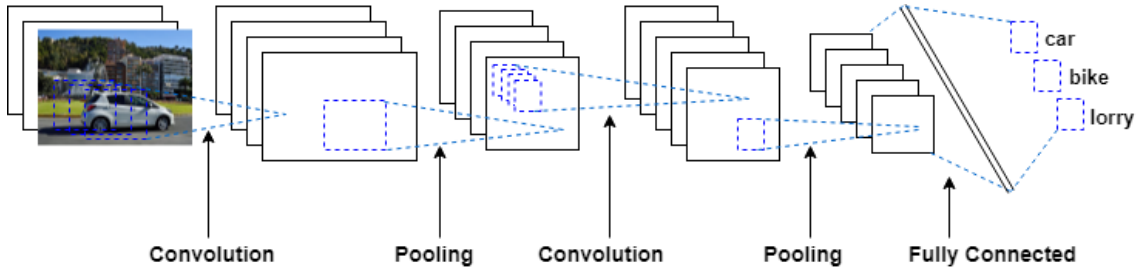 car
bike
lorry
Convolution
Pooling
Convolution
Pooling
Fully Connected